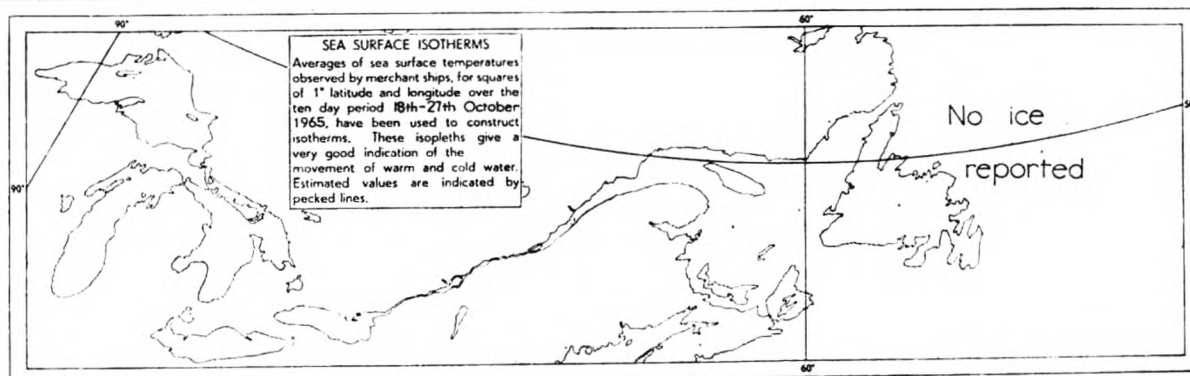 90°
60°
SEA SURFACE ISOTHERMS
Averages of sea surface temperatures
observed by merchant ships, for squares
of 1° latitude and longitude over the
ten day period 18th-27th October
1965, have been used to construct
isotherms. These isopleths give a
very good indication of the
movement of warm and cold water.
Estimated values are indicated by
pecked lines.
No ice
reported
90°
60°